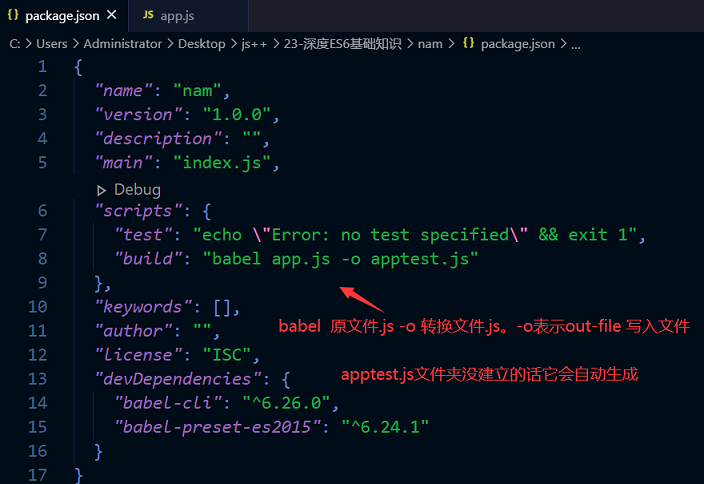 {} package.json ×
JS app.js
C: > Users > Administrator > Desktop > js++ > 23-深度ES6基础知识 > nam > {} package.json > ...
1 {
2 "name": "nam",
3 "version": "1.0.0",
4 "description": "",
5 "main": "index.js",
Debug
6 "scripts": {
7 "test": "echo \"Error: no test specified\" && exit 1",
8 "build": "babel app.js -o apptest.js"
9 },
10 "keywords": [],
11 "author": "",
babel 原文件.js -o 转换文件.js。-o表示out-file 写入文件
12 "license": "ISC",
13 "devDependencies": {
apptest.js文件夹没建立的话它会自动生成
14 "babel-cli": "^6.26.0",
15 "babel-preset-es2015": "^6.24.1"
16 }
17 }